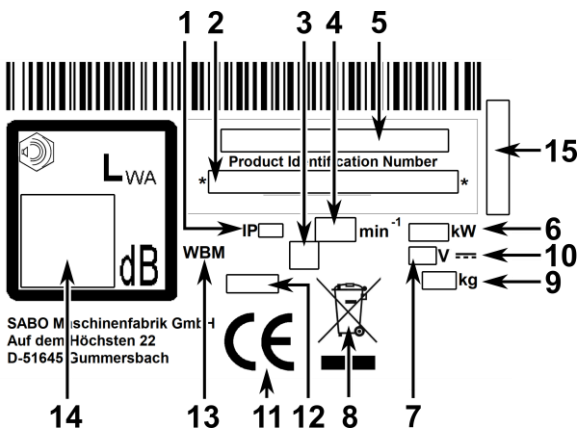 1 2 3 4 5
LWA
Product Identification Number
* *
15
IP min -1 kW 6
WBM V 10
dB kg 9
SABO Maschinenfabrik GmbH
Auf dem Höchsten 22
D-51645 Gummersbach
CE
14 13 11 12 8 7